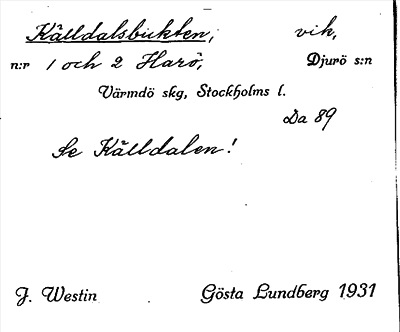 Källdalsbukten, vik,
n:r 1 och 2 Harö, Djurö s:n
Värmdö skg, Stockholms l.
Da 89
Se Källdalen!
J. Westin Gösta Lundberg 1931